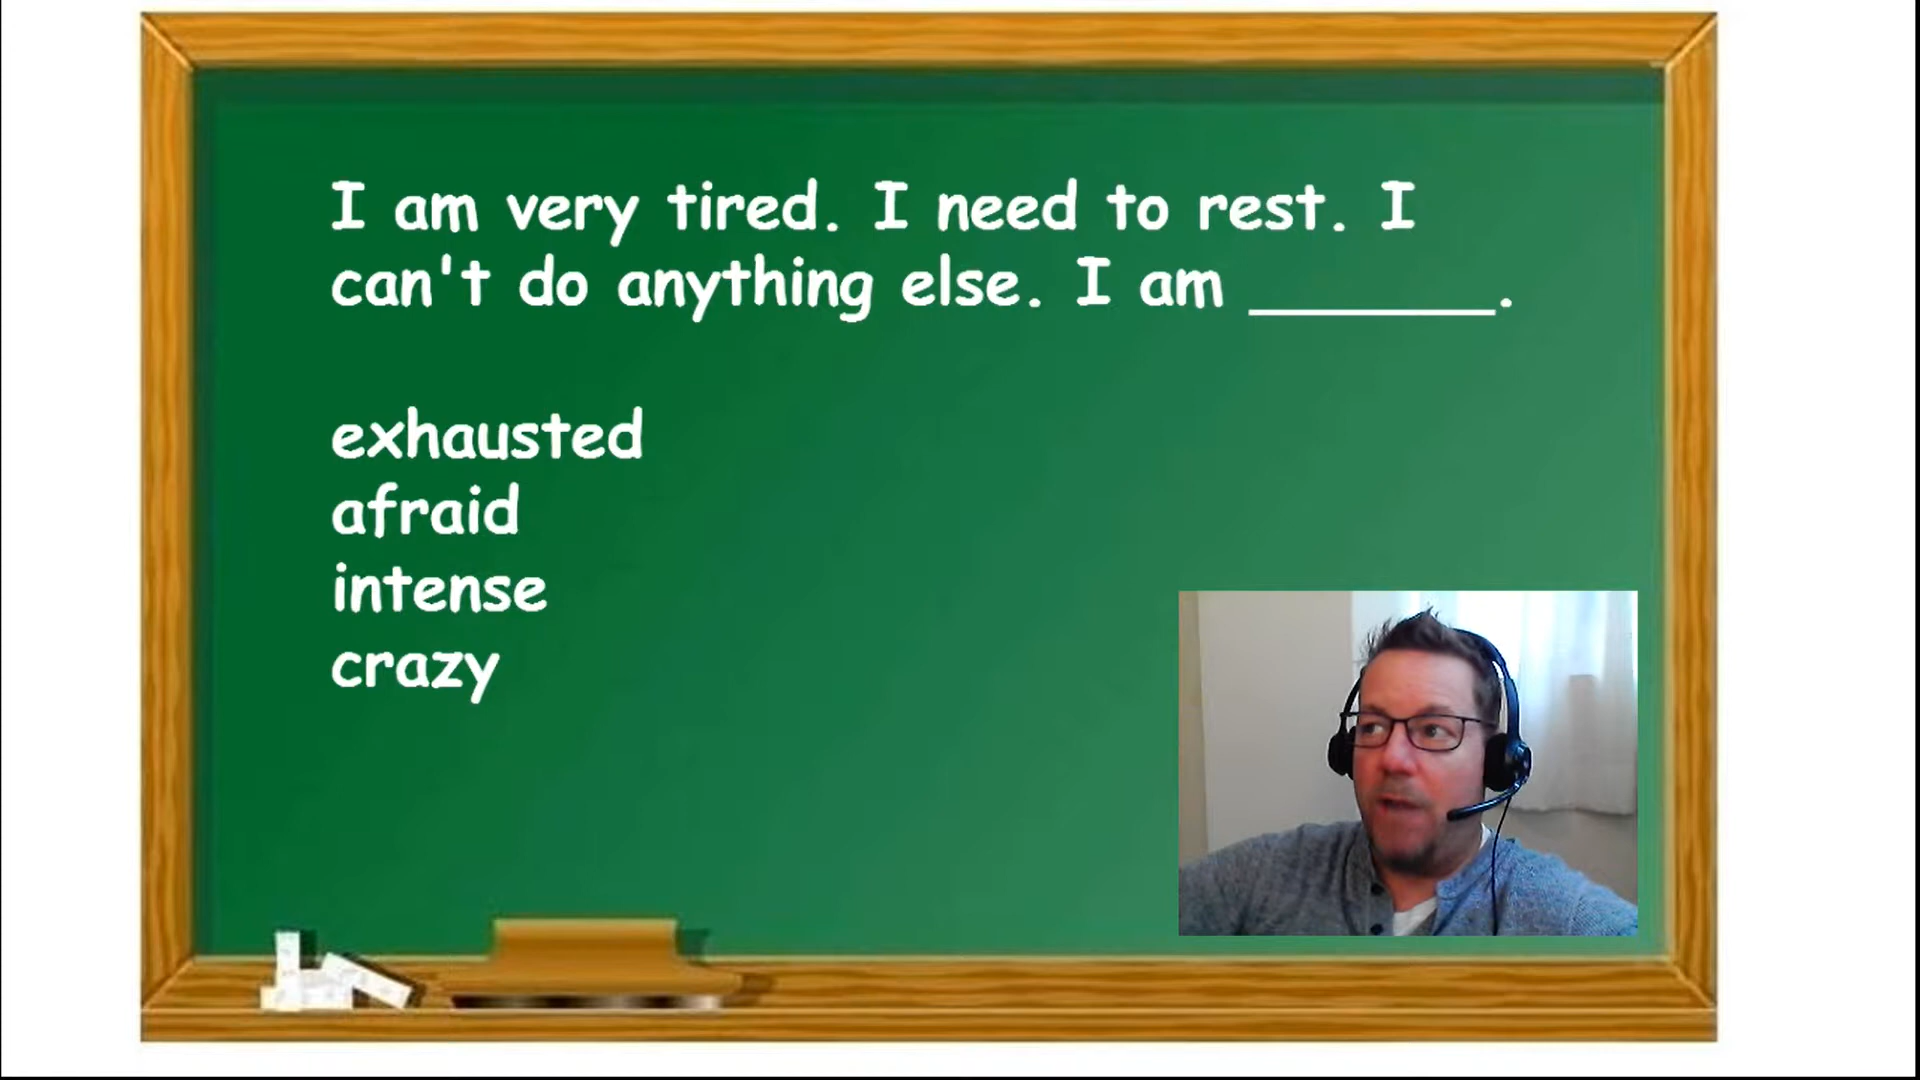 I am very tired. I need to rest. I
can't do anything else. I am _______.
exhausted
afraid
intense
crazy